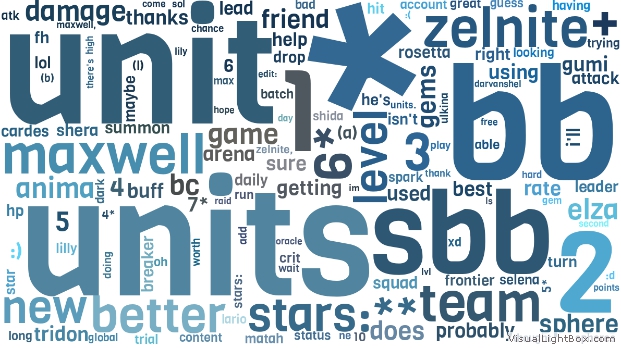 atk damage thanks come sol lead bad hit account great guess having
maxwell, chance friend :( zelnite +
fh there's high lily help rosetta right looking trying
unit * bb
lol maybe (l) 6 max edit: drop he's units. gems using gumi
(b) batch 1 isn't ulkina darvanshel attack
hope day shida free i'll
cardes shera summon game zelnite, (a) level 3 play able
maxwell arena sure 6* spark thank hard
anima dark 4 buff bc daily getting im used best rate leader
hp 4* 7* raid run ls gem elza
5 units sbb second
:) lilly doing breaker oh worth add oracle xd turn 2
star crit wait lvl :d
stars: squad frontier selena 5* points
new better lario stars: ** team sphere
long tridon global trial content matah status ne 10 does probably
VisualLightBox.com